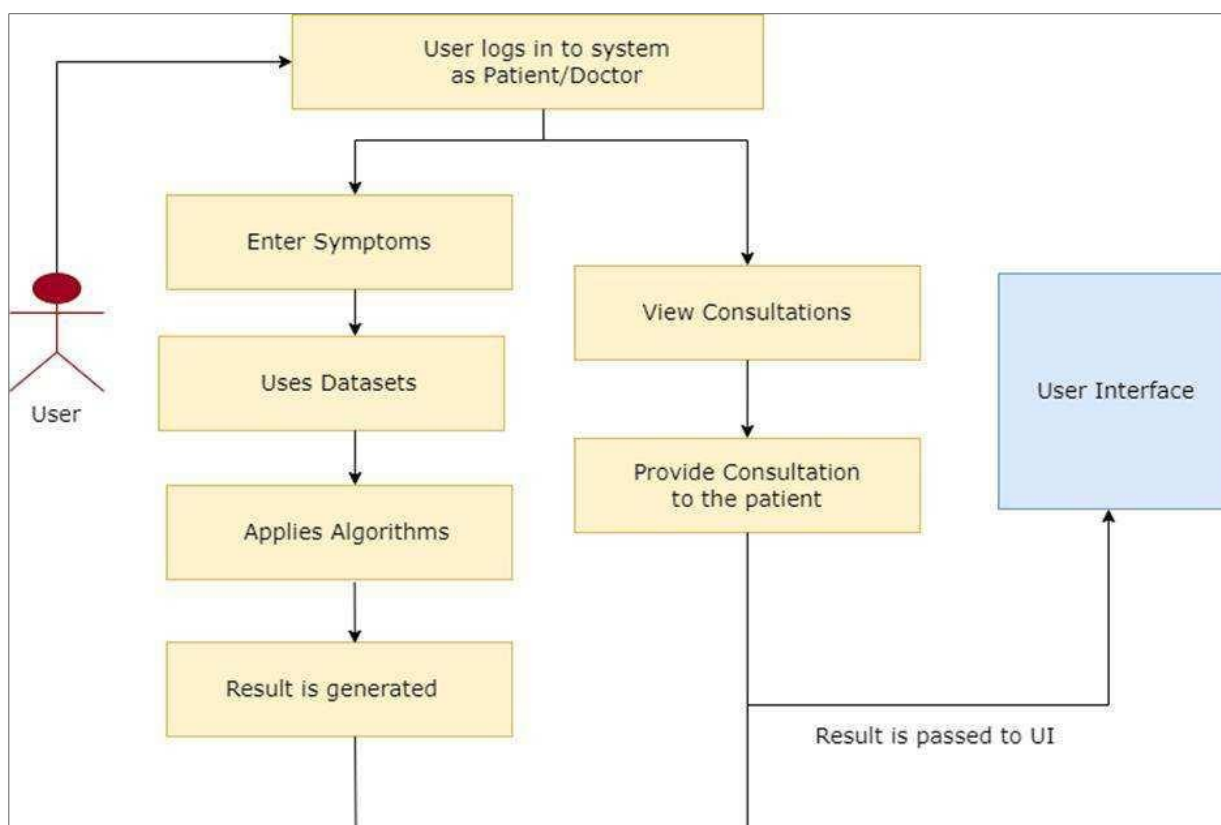 User logs in to system
as Patient/Doctor
Enter Symptoms
View Consultations
Uses Datasets
User Interface
User
Provide Consultation
to the patient
Applies Algorithms
Result is generated
Result is passed to UI